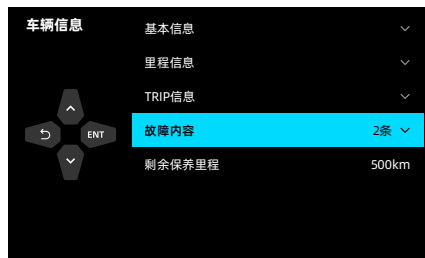 车辆信息
基本信息
里程信息
TRIP信息
ENT
故障内容 2条
剩余保养里程 500km